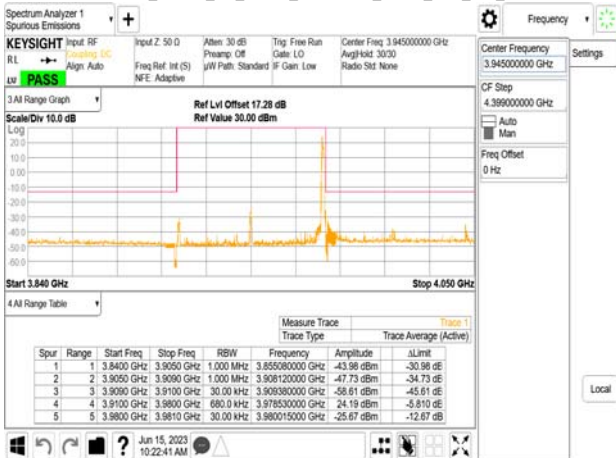 Spectrum Analyzer 1
Spurious Emissions
Frequency
KEYSIGHT
Input: RF
Coupling: DC
Align: Auto
Input Z: 50 Ω
Freq Ref: Int (S)
NFE: Adaptive
Atten: 30 dB
Preamp: Off
µW Path: Standard
Trig: Free Run
Gate: LO
IF Gain: Low
Center Freq: 3.945000000 GHz
Avg|Hold: 30/30
Radio Std: None
RL
LV
PASS
Center Frequency
3.945000000 GHz
Settings
CF Step
4.399000000 GHz
Auto
Man
Freq Offset
0 Hz
Local
3 All Range Graph
Scale/Div 10.0 dB
Ref Lvl Offset 17.28 dB
Ref Value 30.00 dBm
Log
20.0
10.0
0.00
-10.0
-20.0
-30.0
-40.0
-50.0
-60.0
Start 3.840 GHz
Stop 4.050 GHz
4 All Range Table
Measure Trace Trace 1
Trace Type Trace Average (Active)
Spur Range Start Freq Stop Freq RBW Frequency Amplitude ΔLimit
1 1 3.8400 GHz 3.9050 GHz 1.000 MHz 3.855080000 GHz -43.98 dBm -30.98 dB
2 2 3.9050 GHz 3.9090 GHz 1.000 MHz 3.908120000 GHz -47.73 dBm -34.73 dB
3 3 3.9090 GHz 3.9100 GHz 30.00 kHz 3.909380000 GHz -58.61 dBm -45.61 dB
4 4 3.9100 GHz 3.9800 GHz 680.0 kHz 3.978530000 GHz 24.19 dBm -5.810 dB
5 5 3.9800 GHz 3.9810 GHz 30.00 kHz 3.980015000 GHz -25.67 dBm -12.67 dB
Jun 15, 2023
10:22:41 AM